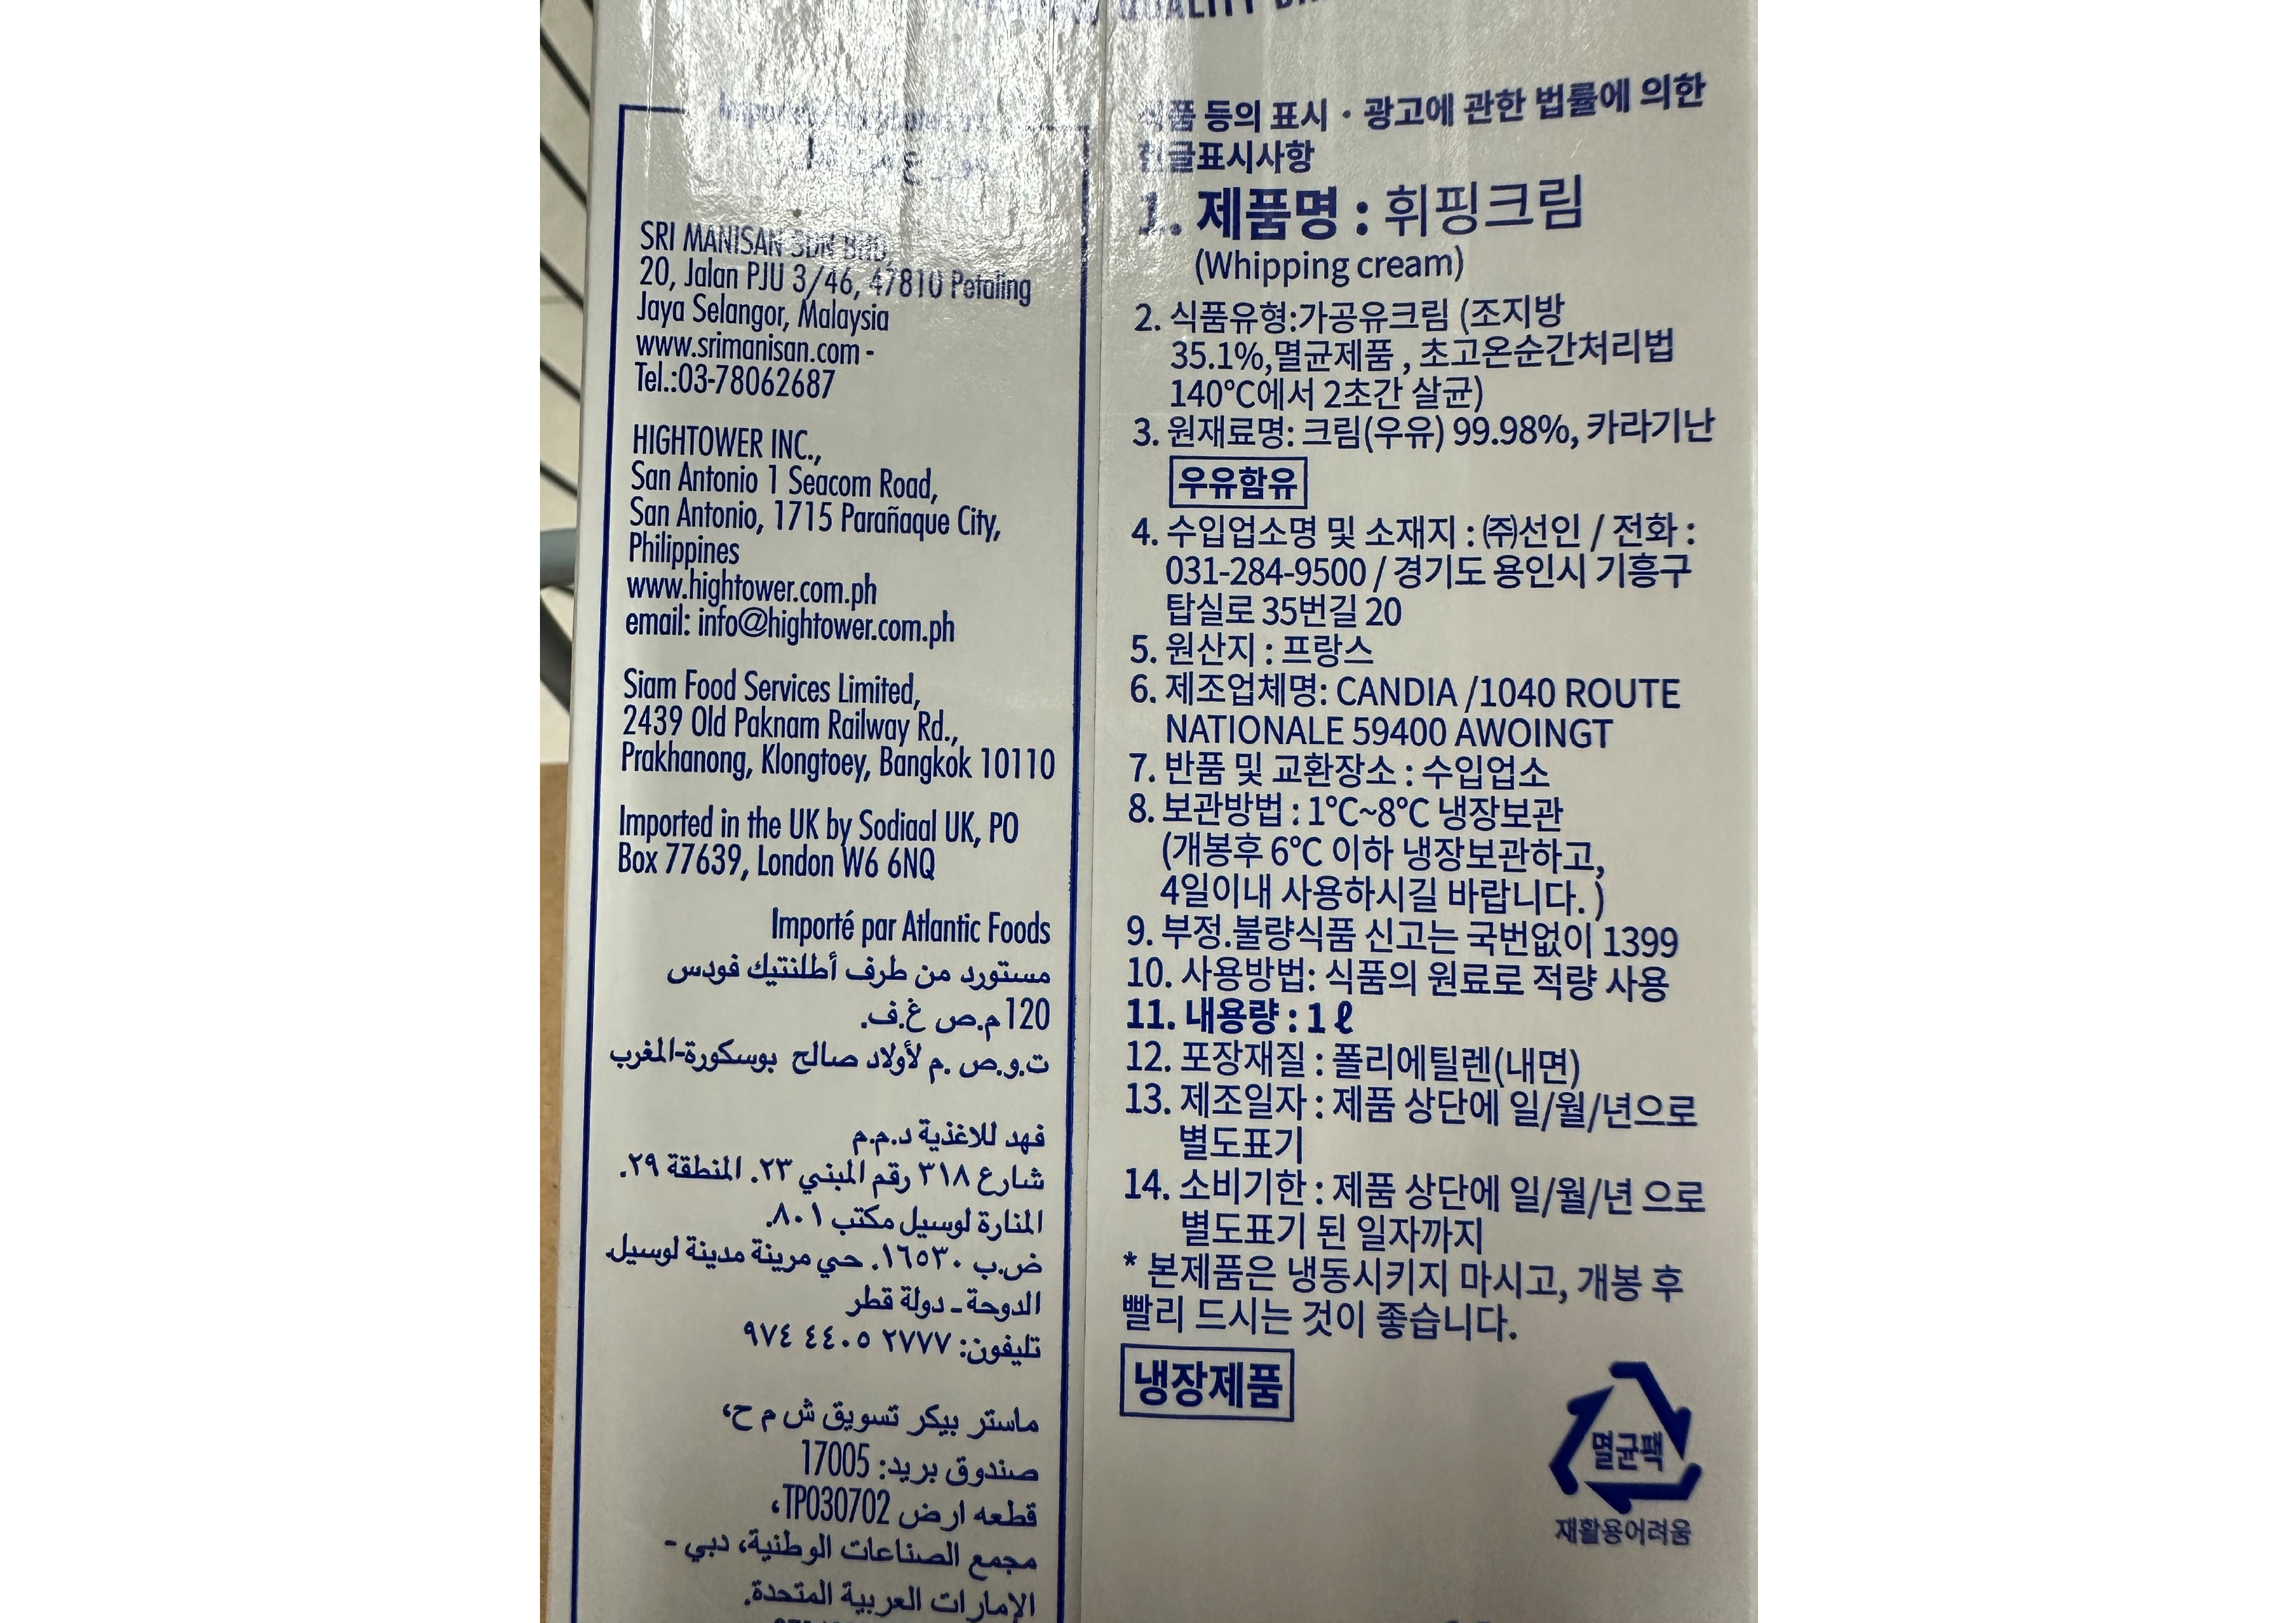 QUALITY
SRI MANISAN SDN BHD,
20, Jalan PJU 3/46, 47810 Petaling
Jaya Selangor, Malaysia
www.srimanisan.com -
Tel.:03-78062687
HIGHTOWER INC.,
San Antonio 1 Seacom Road,
San Antonio, 1715 Parañaque City,
Philippines
www.hightower.com.ph
email: info@hightower.com.ph
Siam Food Services Limited,
2439 Old Paknam Railway Rd.,
Prakhanong, Klongtoey, Bangkok 10110
Imported in the UK by Sodiaal UK, PO
Box 77639, London W6 6NQ
Importé par Atlantic Foods
مستورد من طرف أطلنتيك فودس
120م.ص غ.ف.
ت.و.ص .م لأولاد صالح بوسكورة-المغرب
فهد للاغذية د.م.م
شارع ٣١٨ رقم المبني ٢٣. المنطقة ٢٩.
المنارة لوسيل مكتب ٨٠١.
ض.ب ١٦٥٣٠. حي مرينة مدينة لوسيل
الدوحة ـ دولة قطر
تليفون: ٢٧٧٧ ٤٤٠٥ ٩٧٤
ماستر بيكر تسويق ش م ح،
صندوق بريد: 17005
قطعه ارض TP030702،
مجمع الصناعات الوطنية، دبي -
الإمارات العربية المتحدة.
식품 등의 표시 · 광고에 관한 법률에 의한
한글표시사항
1. 제품명 : 휘핑크림
(Whipping cream)
2. 식품유형:가공유크림 (조지방
35.1%,멸균제품 , 초고온순간처리법
140°C에서 2초간 살균)
3. 원재료명: 크림(우유) 99.98%, 카라기난
우유함유
4. 수입업소명 및 소재지 : ㈜선인 / 전화 :
031-284-9500 / 경기도 용인시 기흥구
탑실로 35번길 20
5. 원산지 : 프랑스
6. 제조업체명: CANDIA /1040 ROUTE
NATIONALE 59400 AWOINGT
7. 반품 및 교환장소 : 수입업소
8. 보관방법 : 1°C~8°C 냉장보관
(개봉후 6°C 이하 냉장보관하고,
4일이내 사용하시길 바랍니다. )
9. 부정.불량식품 신고는 국번없이 1399
10. 사용방법: 식품의 원료로 적량 사용
11. 내용량 : 1 ℓ
12. 포장재질 : 폴리에틸렌(내면)
13. 제조일자 : 제품 상단에 일/월/년으로
별도표기
14. 소비기한 : 제품 상단에 일/월/년 으로
별도표기 된 일자까지
* 본제품은 냉동시키지 마시고, 개봉 후
빨리 드시는 것이 좋습니다.
냉장제품
멸균팩
재활용어려움